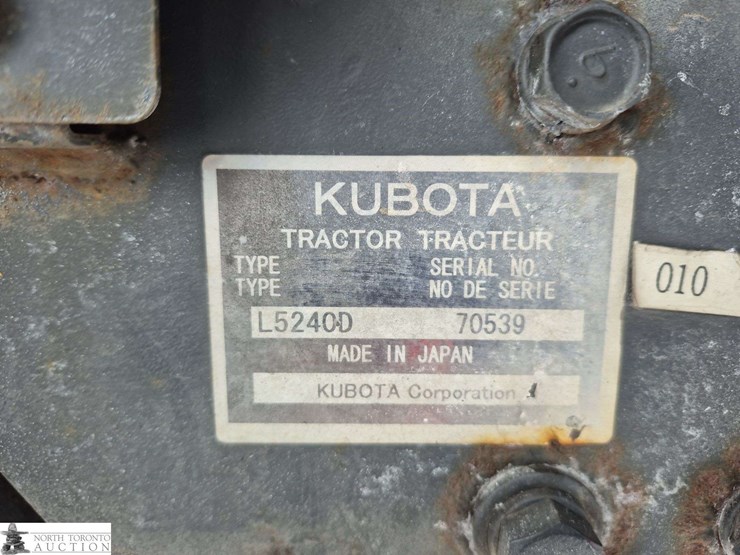 KUBOTA
TRACTOR TRACTEUR
TYPE SERIAL NO.
TYPE NO DE SERIE
L5240D 70539
MADE IN JAPAN
KUBOTA Corporation
010
NORTH TORONTO
AUCTION